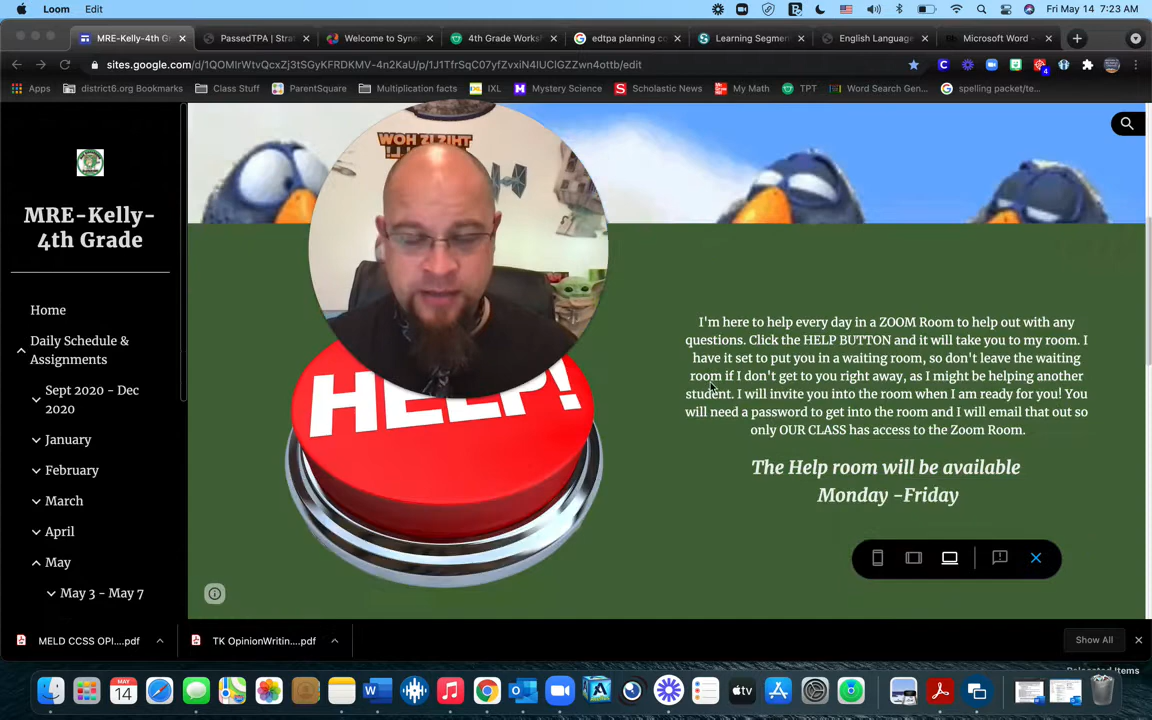 Loom Edit Fri May 14 7:23 AM
MRE-Kelly-4th G PassedTPA | Stra Welcome to Syne 4th Grade Works edtpa planning co Learning Segmen English Language Microsoft Word -
sites.google.com/d/1QOMIrWtvQcxZj3tSGyKFRDKMV-4n2KaU/p/1J1TfrSqC07yfZvxiN4IUCIGZZwn4ottb/edit
Apps district6.org Bookmarks Class Stuff ParentSquare Multiplication facts IXL Mystery Science Scholastic News My Math TPT Word Search Gen... spelling packet/te...
MRE-Kelly-
4th Grade
Home
Daily Schedule &
Assignments
Sept 2020 - Dec
2020
January
February
March
April
May
May 3 - May 7
HELP!
I'm here to help every day in a ZOOM Room to help out with any
questions. Click the HELP BUTTON and it will take you to my room. I
have it set to put you in a waiting room, so don't leave the waiting
room if I don't get to you right away, as I might be helping another
student. I will invite you into the room when I am ready for you! You
will need a password to get into the room and I will email that out so
only OUR CLASS has access to the Zoom Room.
The Help room will be available
Monday -Friday
MELD CCSS OPI....pdf TK OpinionWritin....pdf Show All
MAY
14
tv